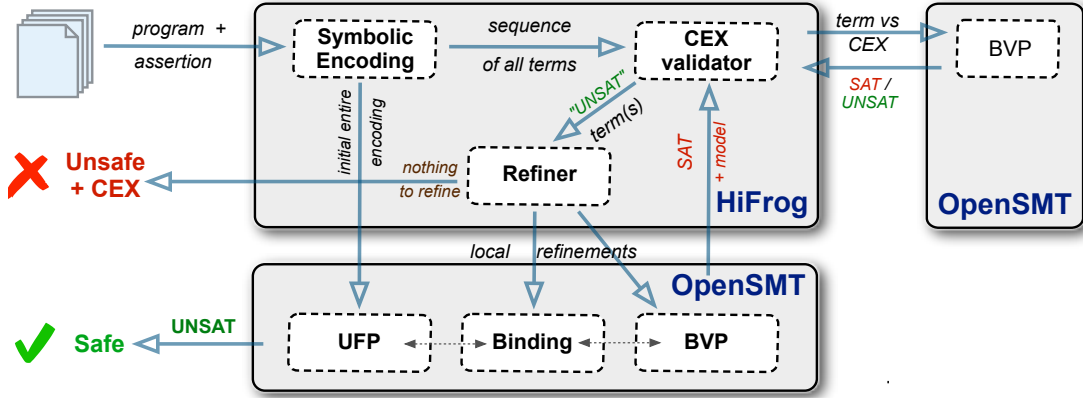 program +
assertion
Symbolic
Encoding
sequence
of all terms
CEX
validator
term vs
CEX
SAT /
UNSAT
BVP
OpenSMT
initial entire
encoding
"UNSAT"
term(s)
SAT
+ model
Refiner
nothing
to refine
Unsafe
+ CEX
HiFrog
local refinements
OpenSMT
UFP
Binding
BVP
UNSAT
Safe